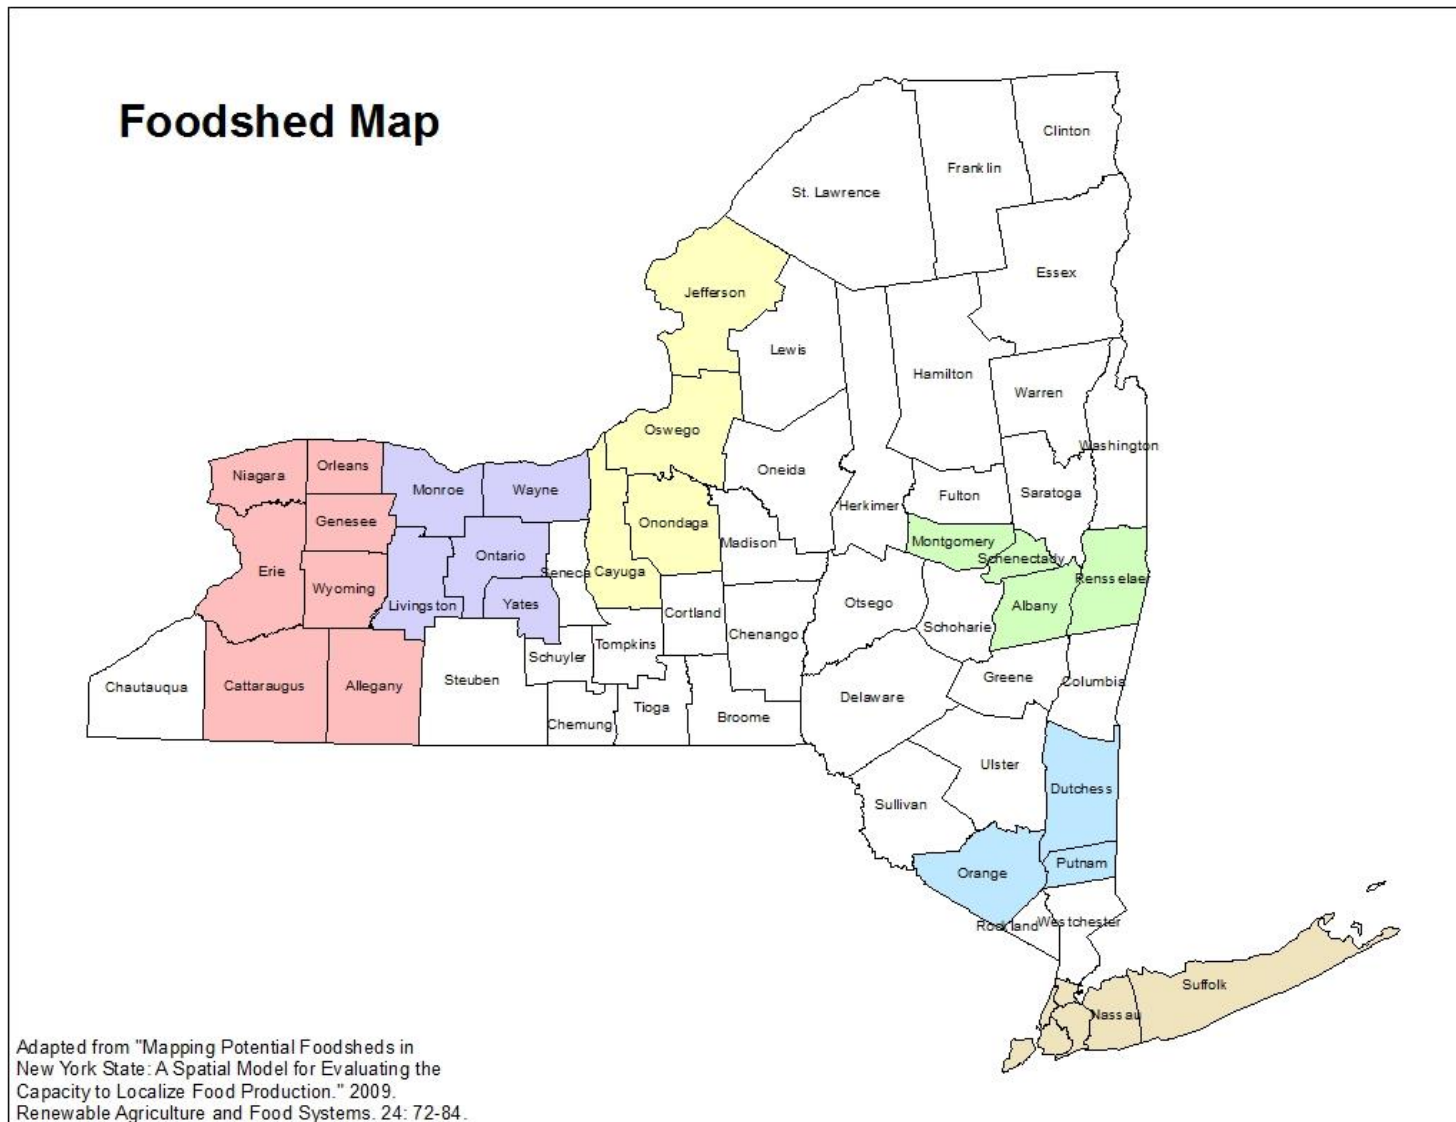 Foodshed Map
Clinton
Franklin
St. Lawrence
Essex
Jefferson
Lewis
Hamilton
Warren
Oswego
Washington
Niagara
Orleans
Oneida
Monroe
Wayne
Saratoga
Fulton
Herkimer
Genesee
Onondaga
Madison
Montgomery
Schenectady
Ontario
Erie
Seneca
Cayuga
Rensselaer
Wyoming
Livingston
Yates
Otsego
Albany
Cortland
Chenango
Schoharie
Tompkins
Schuyler
Chautauqua
Cattaraugus
Allegany
Steuben
Greene
Columbia
Delaware
Tioga
Broome
Chemung
Ulster
Dutchess
Sullivan
Putnam
Orange
Rockland
Westchester
Suffolk
Nassau
Adapted from "Mapping Potential Foodsheds in
New York State: A Spatial Model for Evaluating the
Capacity to Localize Food Production." 2009.
Renewable Agriculture and Food Systems. 24: 72-84.